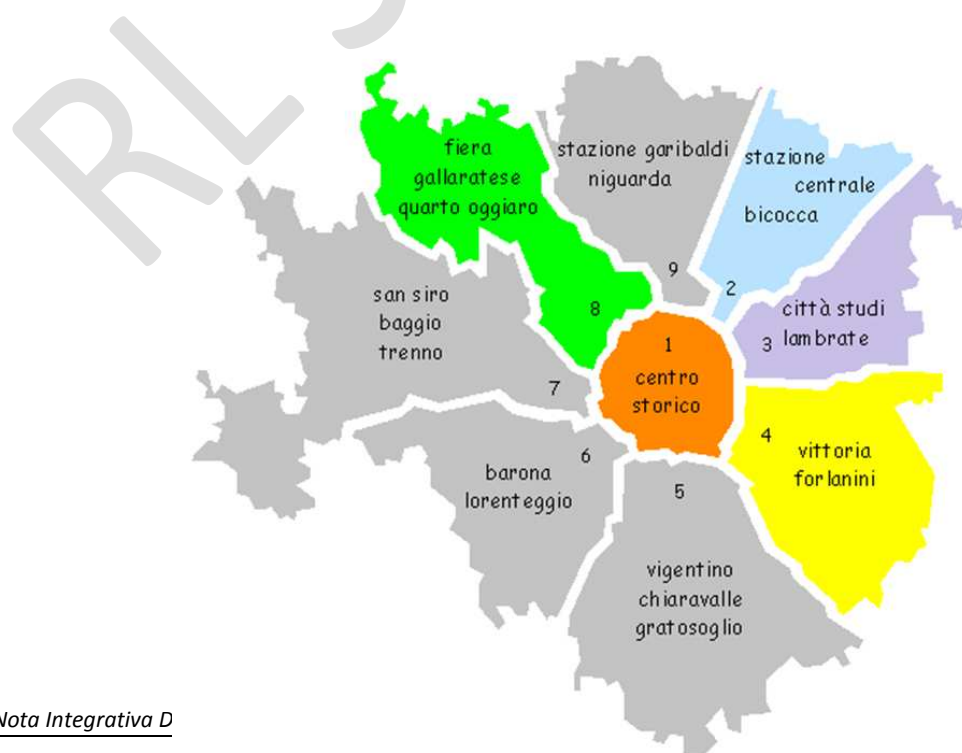 RL S
fiera
gallaratese
quarto oggiaro
8
stazione garibaldi
niguarda
9
stazione
centrale
bicocca
2
città studi
3 lambrate
san siro
baggio
trenno
7
1
centro
storico
4
vittoria
forlanini
6
barona
lorenteggio
5
vigentino
chiaravalle
gratosoglio
Nota Integrativa D